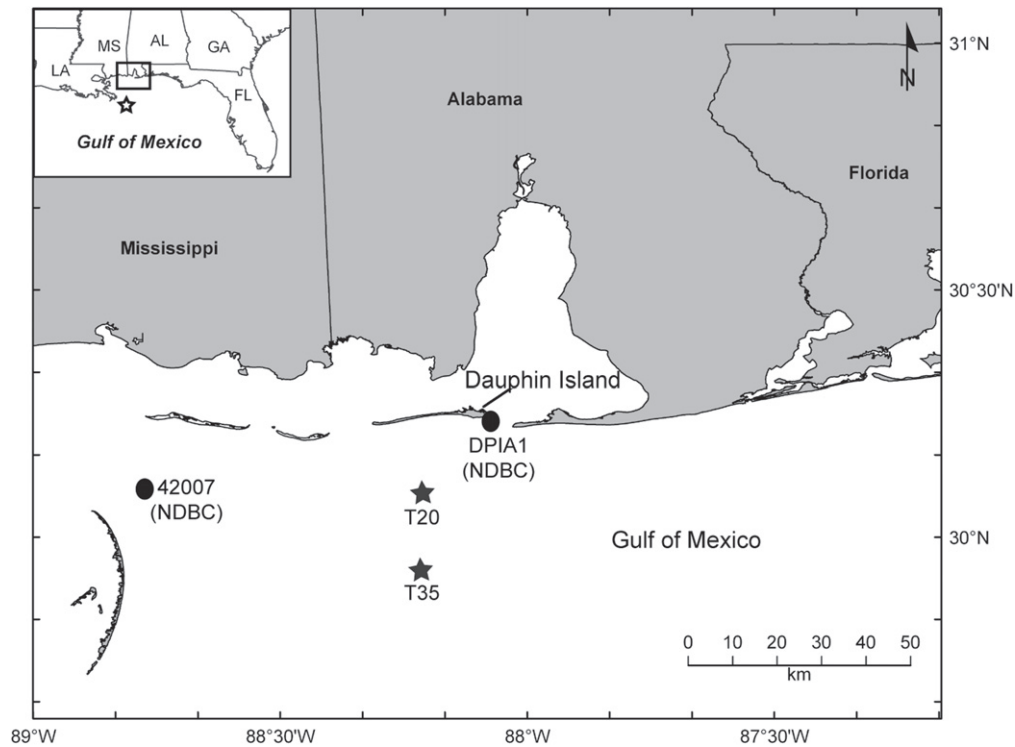 MS
AL
GA
LA
FL
Gulf of Mexico
Alabama
Florida
Mississippi
N
31°N
30°30'N
30°N
Dauphin Island
DPIA1
(NDBC)
42007
(NDBC)
T20
T35
Gulf of Mexico
0 10 20 30 40 50
km
89°W 88°30'W 88°W 87°30'W